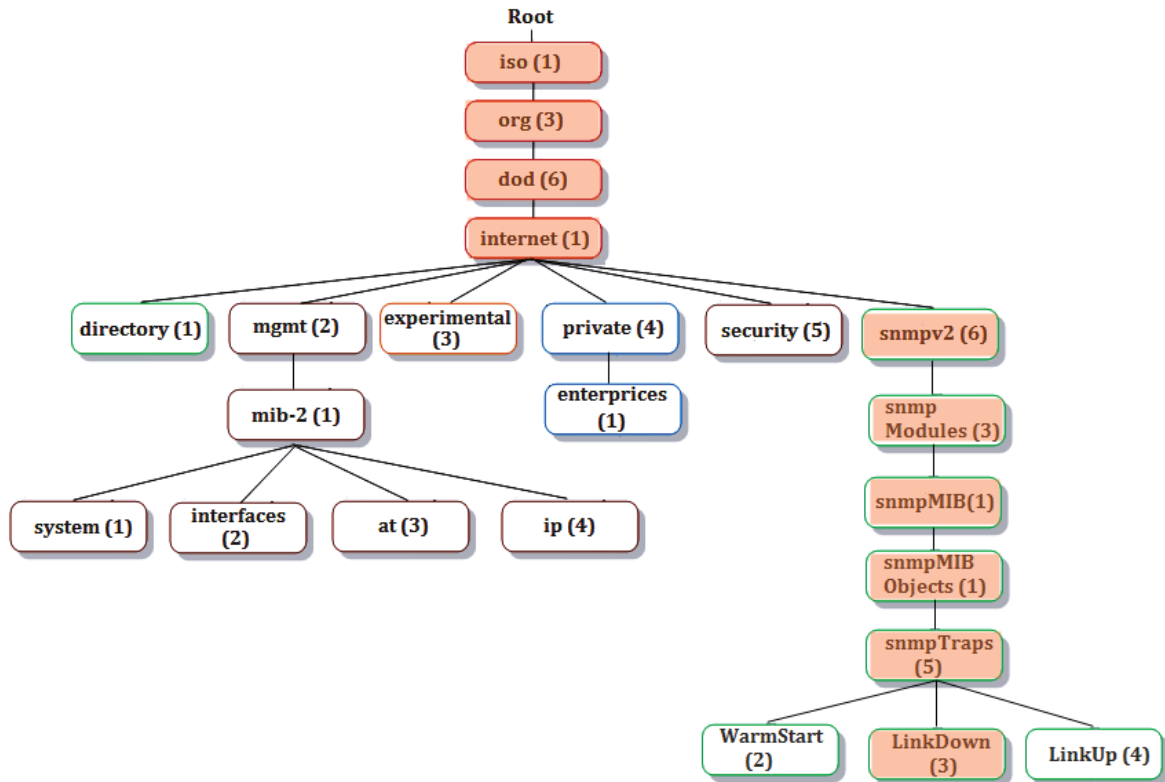 Root
iso (1)
org (3)
dod (6)
internet (1)
directory (1)
mgmt (2)
experimental
(3)
private (4)
security (5)
snmpv2 (6)
mib-2 (1)
enterprices
(1)
snmp
Modules (3)
system (1)
interfaces
(2)
at (3)
ip (4)
snmpMIB(1)
snmpMIB
Objects (1)
snmpTraps
(5)
WarmStart
(2)
LinkDown
(3)
LinkUp (4)